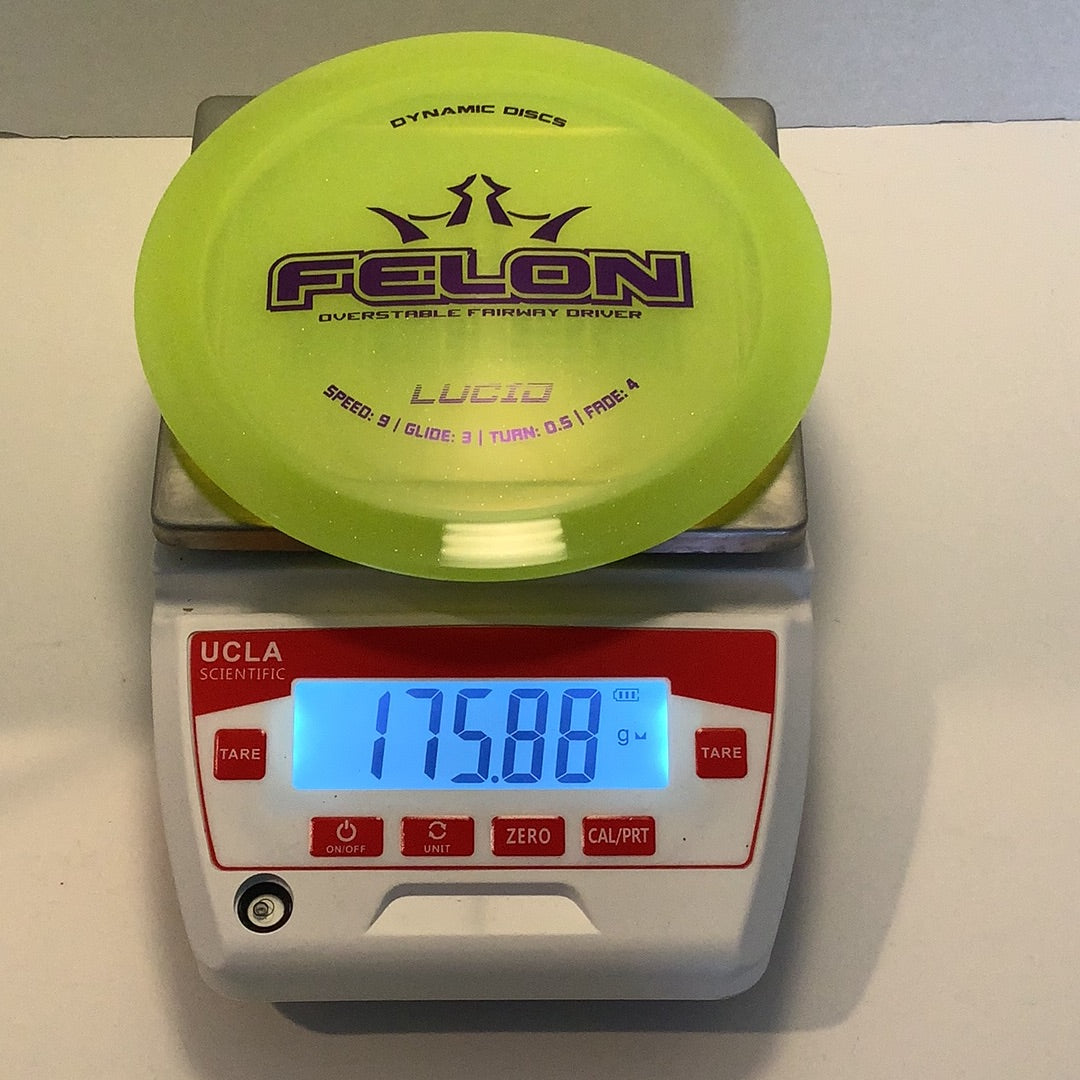 DYNAMIC DISCS
FELON
OVERSTABLE FAIRWAY DRIVER
LUCID
SPEED: 9 | GLIDE: 3 | TURN: 0.5 | FADE: 4
UCLA
SCIENTIFIC
175.88 g
TARE
TARE
ON/OFF
UNIT
ZERO
CAL/PRT